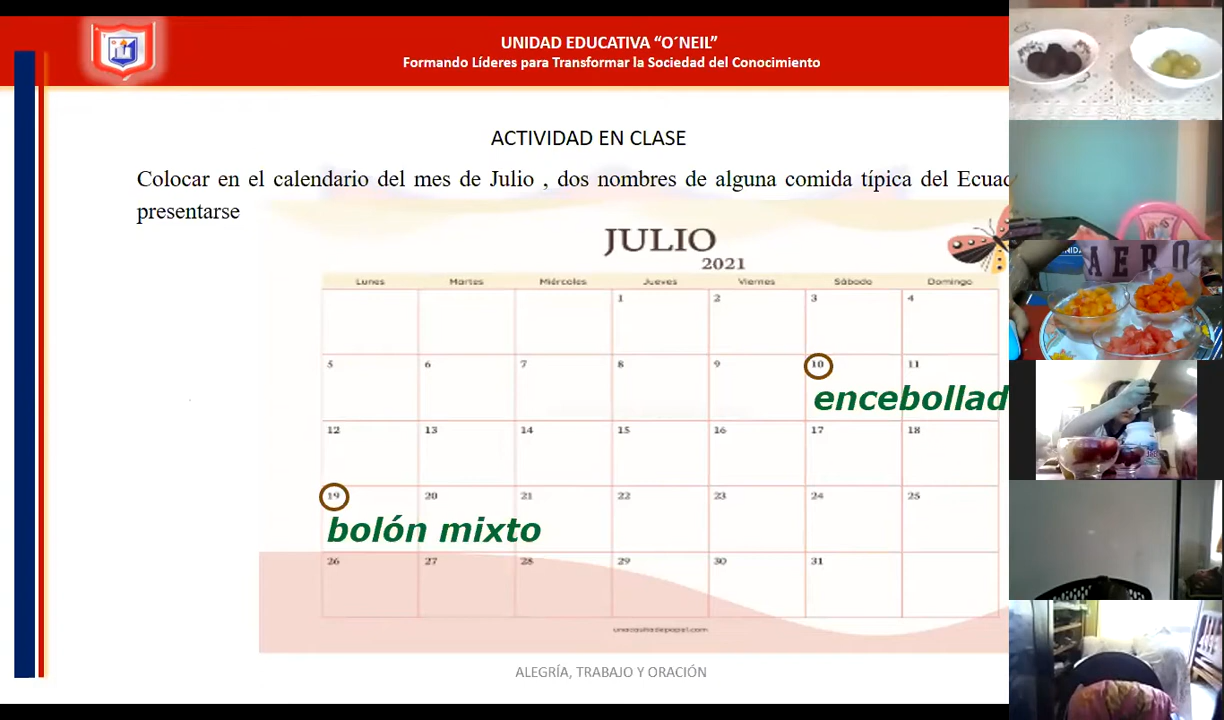 UNIDAD EDUCATIVA “O´NEIL”
Formando Líderes para Transformar la Sociedad del Conocimiento
ACTIVIDAD EN CLASE
Colocar en el calendario del mes de Julio , dos nombres de alguna comida típica del Ecuad
presentarse
JULIO
2021
Lunes Martes Miércoles Jueves Viernes Sábado Domingo
1 2 3 4
5 6 7 8 9 10 11
encebollad
12 13 14 15 16 17 18
19 20 21 22 23 24 25
bolón mixto
26 27 28 29 30 31
unacasitadepapel.com
ALEGRÍA, TRABAJO Y ORACIÓN
AERO